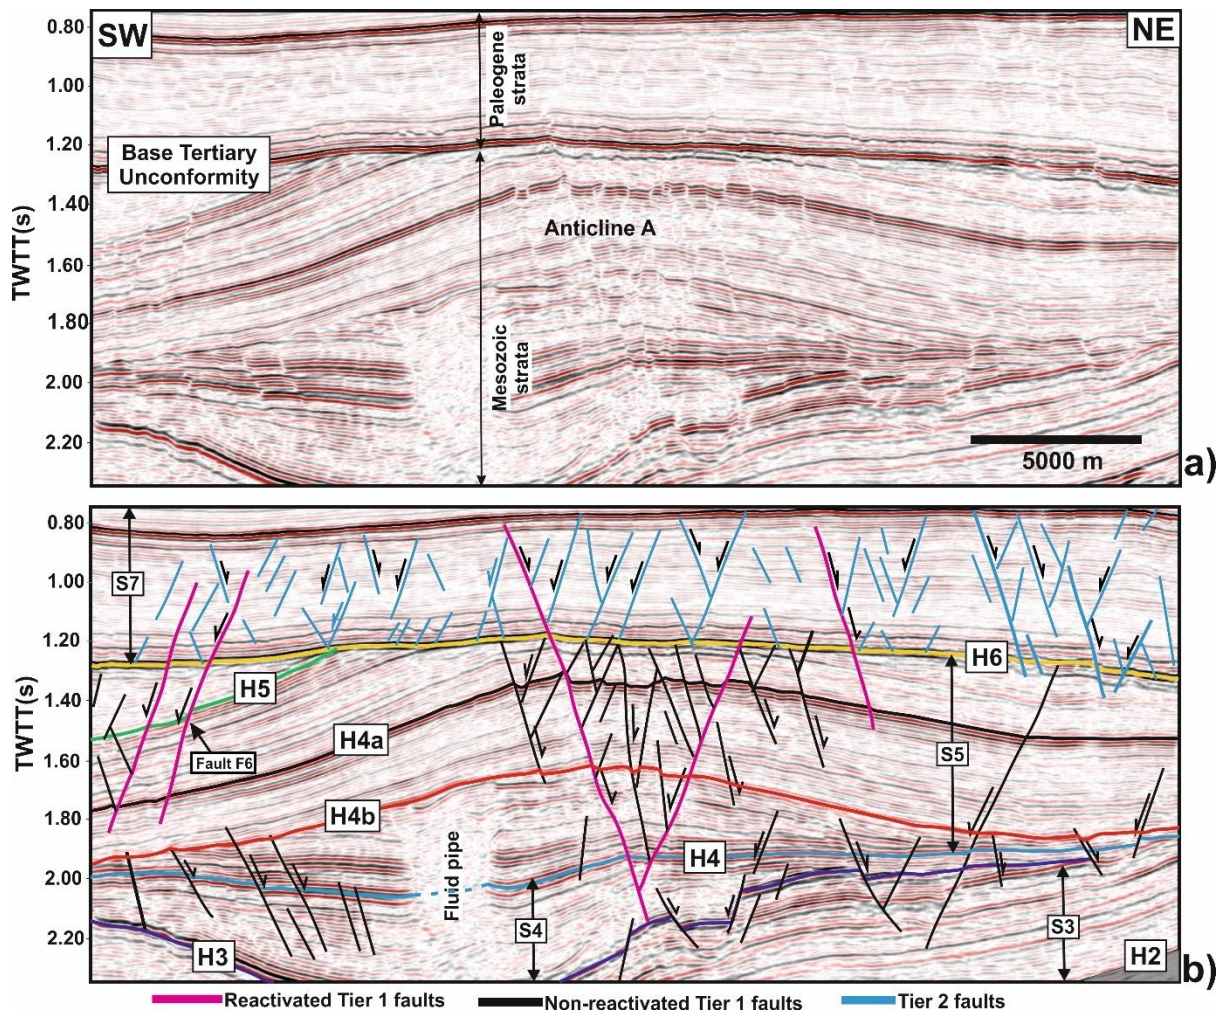 SW
NE
0.80
1.00
1.20
1.40
1.60
1.80
2.00
2.20
TWTT(s)
Paleogene
strata
Base Tertiary
Unconformity
Anticline A
Mesozoic
strata
5000 m
a)
0.80
1.00
1.20
1.40
1.60
1.80
2.00
2.20
TWTT(s)
S7
H5
H6
Fault F6
H4a
S5
H4b
H4
Fluid pipe
S4
S3
H3
H2
b)
Reactivated Tier 1 faults
Non-reactivated Tier 1 faults
Tier 2 faults